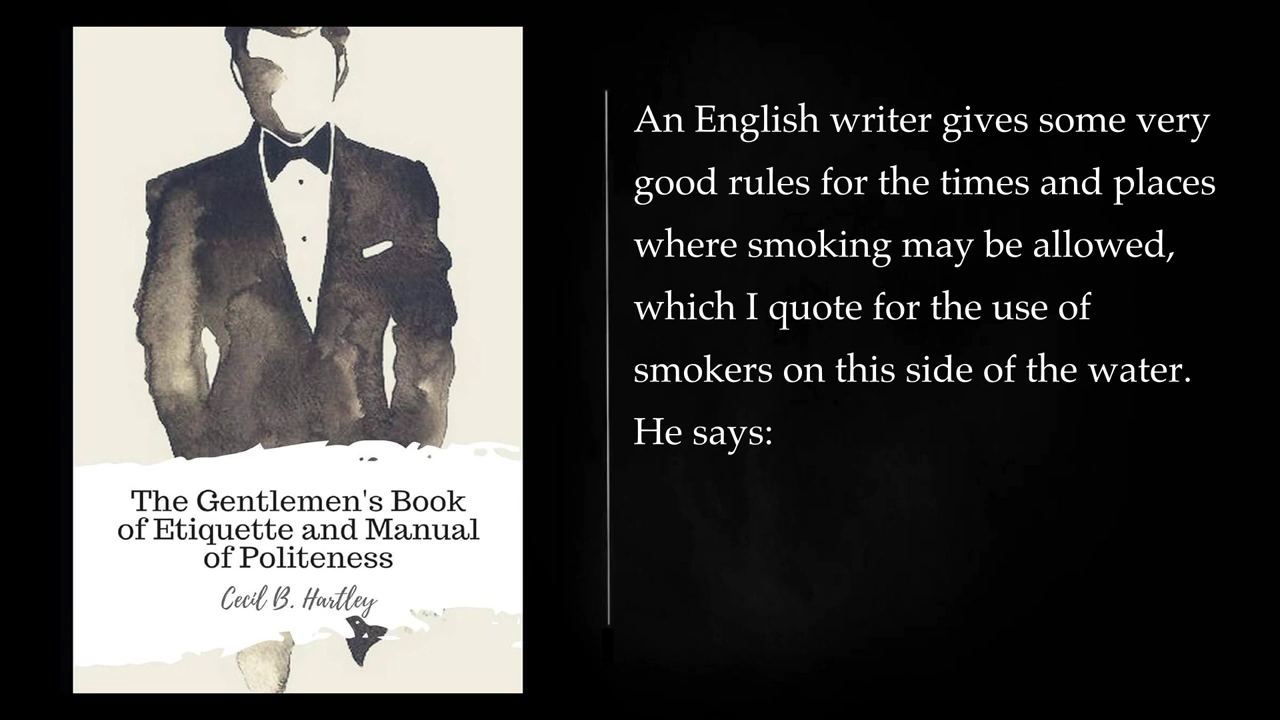 The Gentlemen's Book
of Etiquette and Manual
of Politeness
Cecil B. Hartley
An English writer gives some very
good rules for the times and places
where smoking may be allowed,
which I quote for the use of
smokers on this side of the water.
He says: